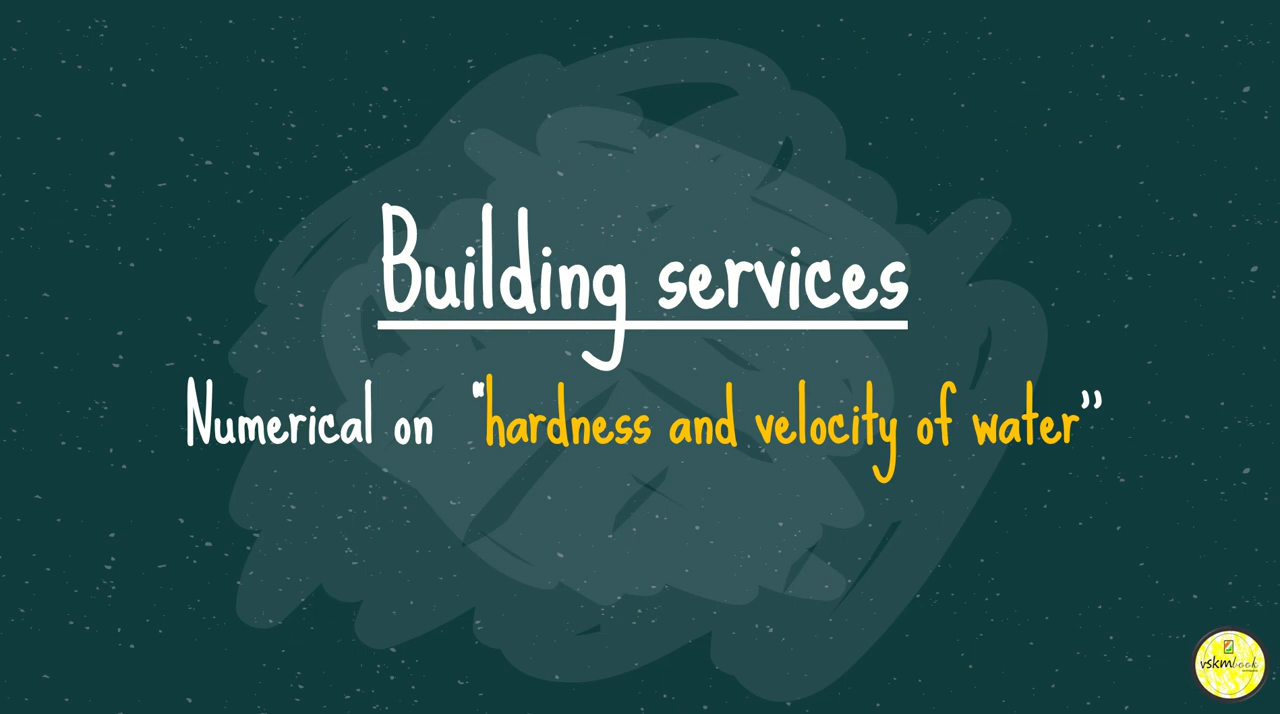 Building services
Numerical on “hardness and velocity of water”
vskmbook